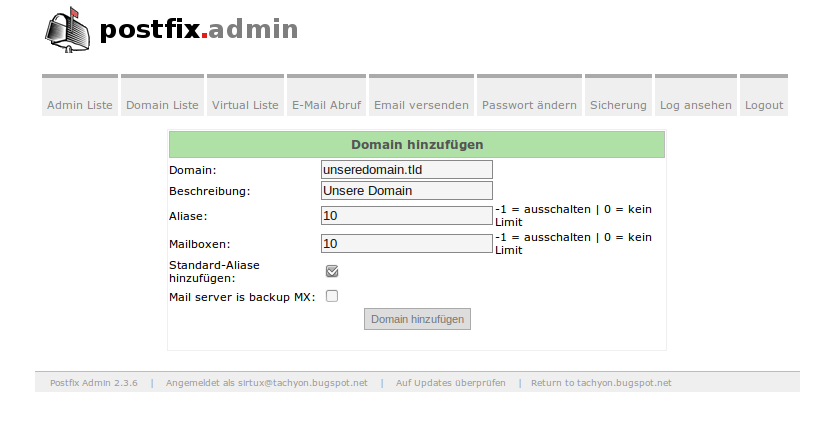 postfix.admin
Admin Liste Domain Liste Virtual Liste E-Mail Abruf Email versenden Passwort ändern Sicherung Log ansehen Logout
Domain hinzufügen
Domain: unseredomain.tld
Beschreibung: Unsere Domain
Aliase: 10 -1 = ausschalten | 0 = kein
Limit
Mailboxen: 10 -1 = ausschalten | 0 = kein
Limit
Standard-Aliase
hinzufügen:
Mail server is backup MX:
Domain hinzufügen
Postfix Admin 2.3.6 | Angemeldet als sirtux@tachyon.bugspot.net | Auf Updates überprüfen | Return to tachyon.bugspot.net